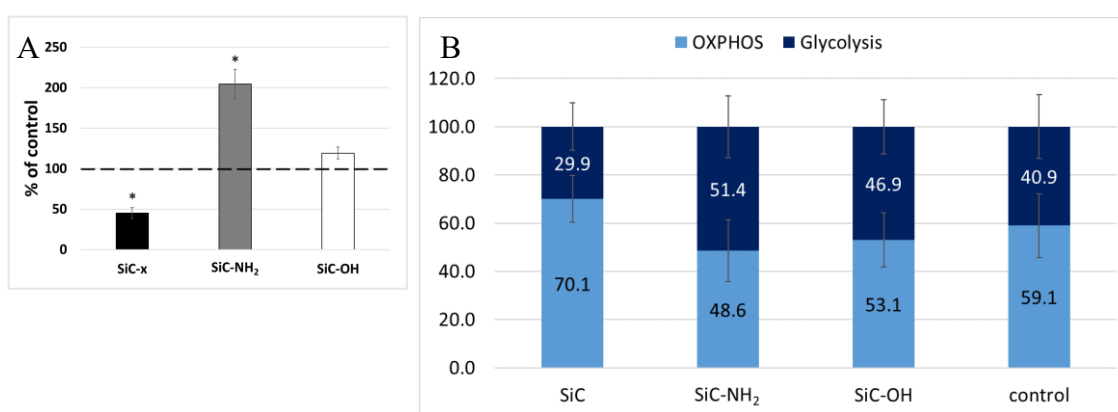 A
% of control
250
200
150
100
50
0
*
*
SiC-x
SiC-NH₂
SiC-OH
B
OXPHOS
Glycolysis
120.0
100.0
80.0
60.0
40.0
20.0
0.0
29.9
51.4
46.9
40.9
70.1
48.6
53.1
59.1
SiC
SiC-NH₂
SiC-OH
control